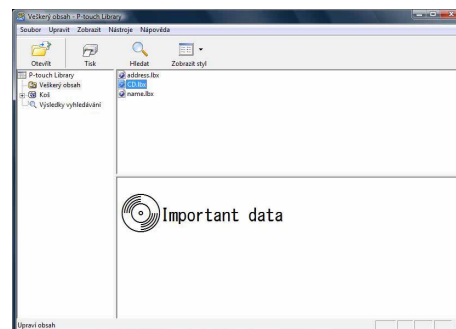 Veškerý obsah - P-touch Library
Soubor Upravit Zobrazit Nástroje Nápověda
Otevřít Tisk Hledat Zobrazit styl
P-touch Library
Veškerý obsah
Koš
Výsledky vyhledávání
address.lbx
CD.lbx
name.lbx
Important data
Upraví obsah